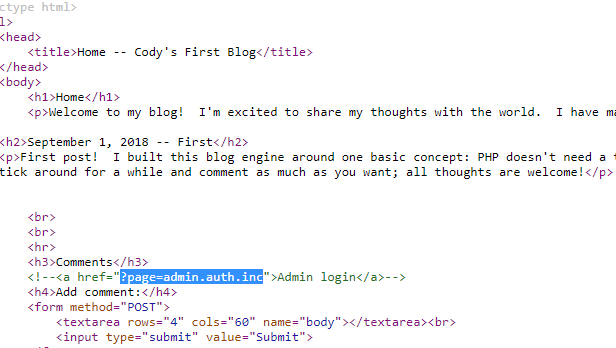 ctype html>
l>
<head>
<title>Home -- Cody's First Blog</title>
</head>
<body>
<h1>Home</h1>
<p>Welcome to my blog!  I'm excited to share my thoughts with the world.  I have ma
<h2>September 1, 2018 -- First</h2>
<p>First post!  I built this blog engine around one basic concept: PHP doesn't need a t
tick around for a while and comment as much as you want; all thoughts are welcome!</p>
<br>
<br>
<hr>
<h3>Comments</h3>
<!--<a href="?page=admin.auth.inc">Admin login</a>-->
<h4>Add comment:</h4>
<form method="POST">
<textarea rows="4" cols="60" name="body"></textarea><br>
<input type="submit" value="Submit">